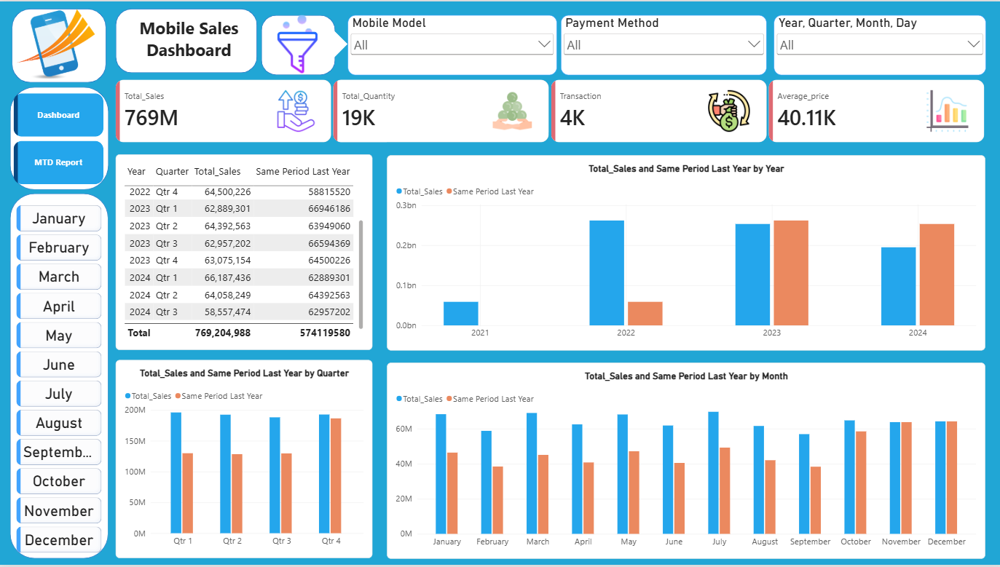 Mobile Sales
Dashboard
Mobile Model
All
Payment Method
All
Year, Quarter, Month, Day
All
Dashboard
MTD Report
January
February
March
April
May
June
July
August
Septemb...
October
November
December
Total_Sales
769M
Total_Quantity
19K
Transaction
4K
Average_price
40.11K
Year Quarter Total_Sales Same Period Last Year
2022 Qtr 4 64,500,226 58815520
2023 Qtr 1 62,889,301 66946186
2023 Qtr 2 64,392,563 63949060
2023 Qtr 3 62,957,202 66594369
2023 Qtr 4 63,075,154 64500226
2024 Qtr 1 66,187,436 62889301
2024 Qtr 2 64,058,249 64392563
2024 Qtr 3 58,557,474 62957202
Total 769,204,988 574119580
Total_Sales and Same Period Last Year by Year
Total_Sales Same Period Last Year
0.3bn
0.2bn
0.1bn
0.0bn
2021 2022 2023 2024
Total_Sales and Same Period Last Year by Quarter
Total_Sales Same Period Last Year
200M
150M
100M
50M
0M
Qtr 1 Qtr 2 Qtr 3 Qtr 4
Total_Sales and Same Period Last Year by Month
Total_Sales Same Period Last Year
60M
40M
20M
0M
January February March April May June July August September October November December